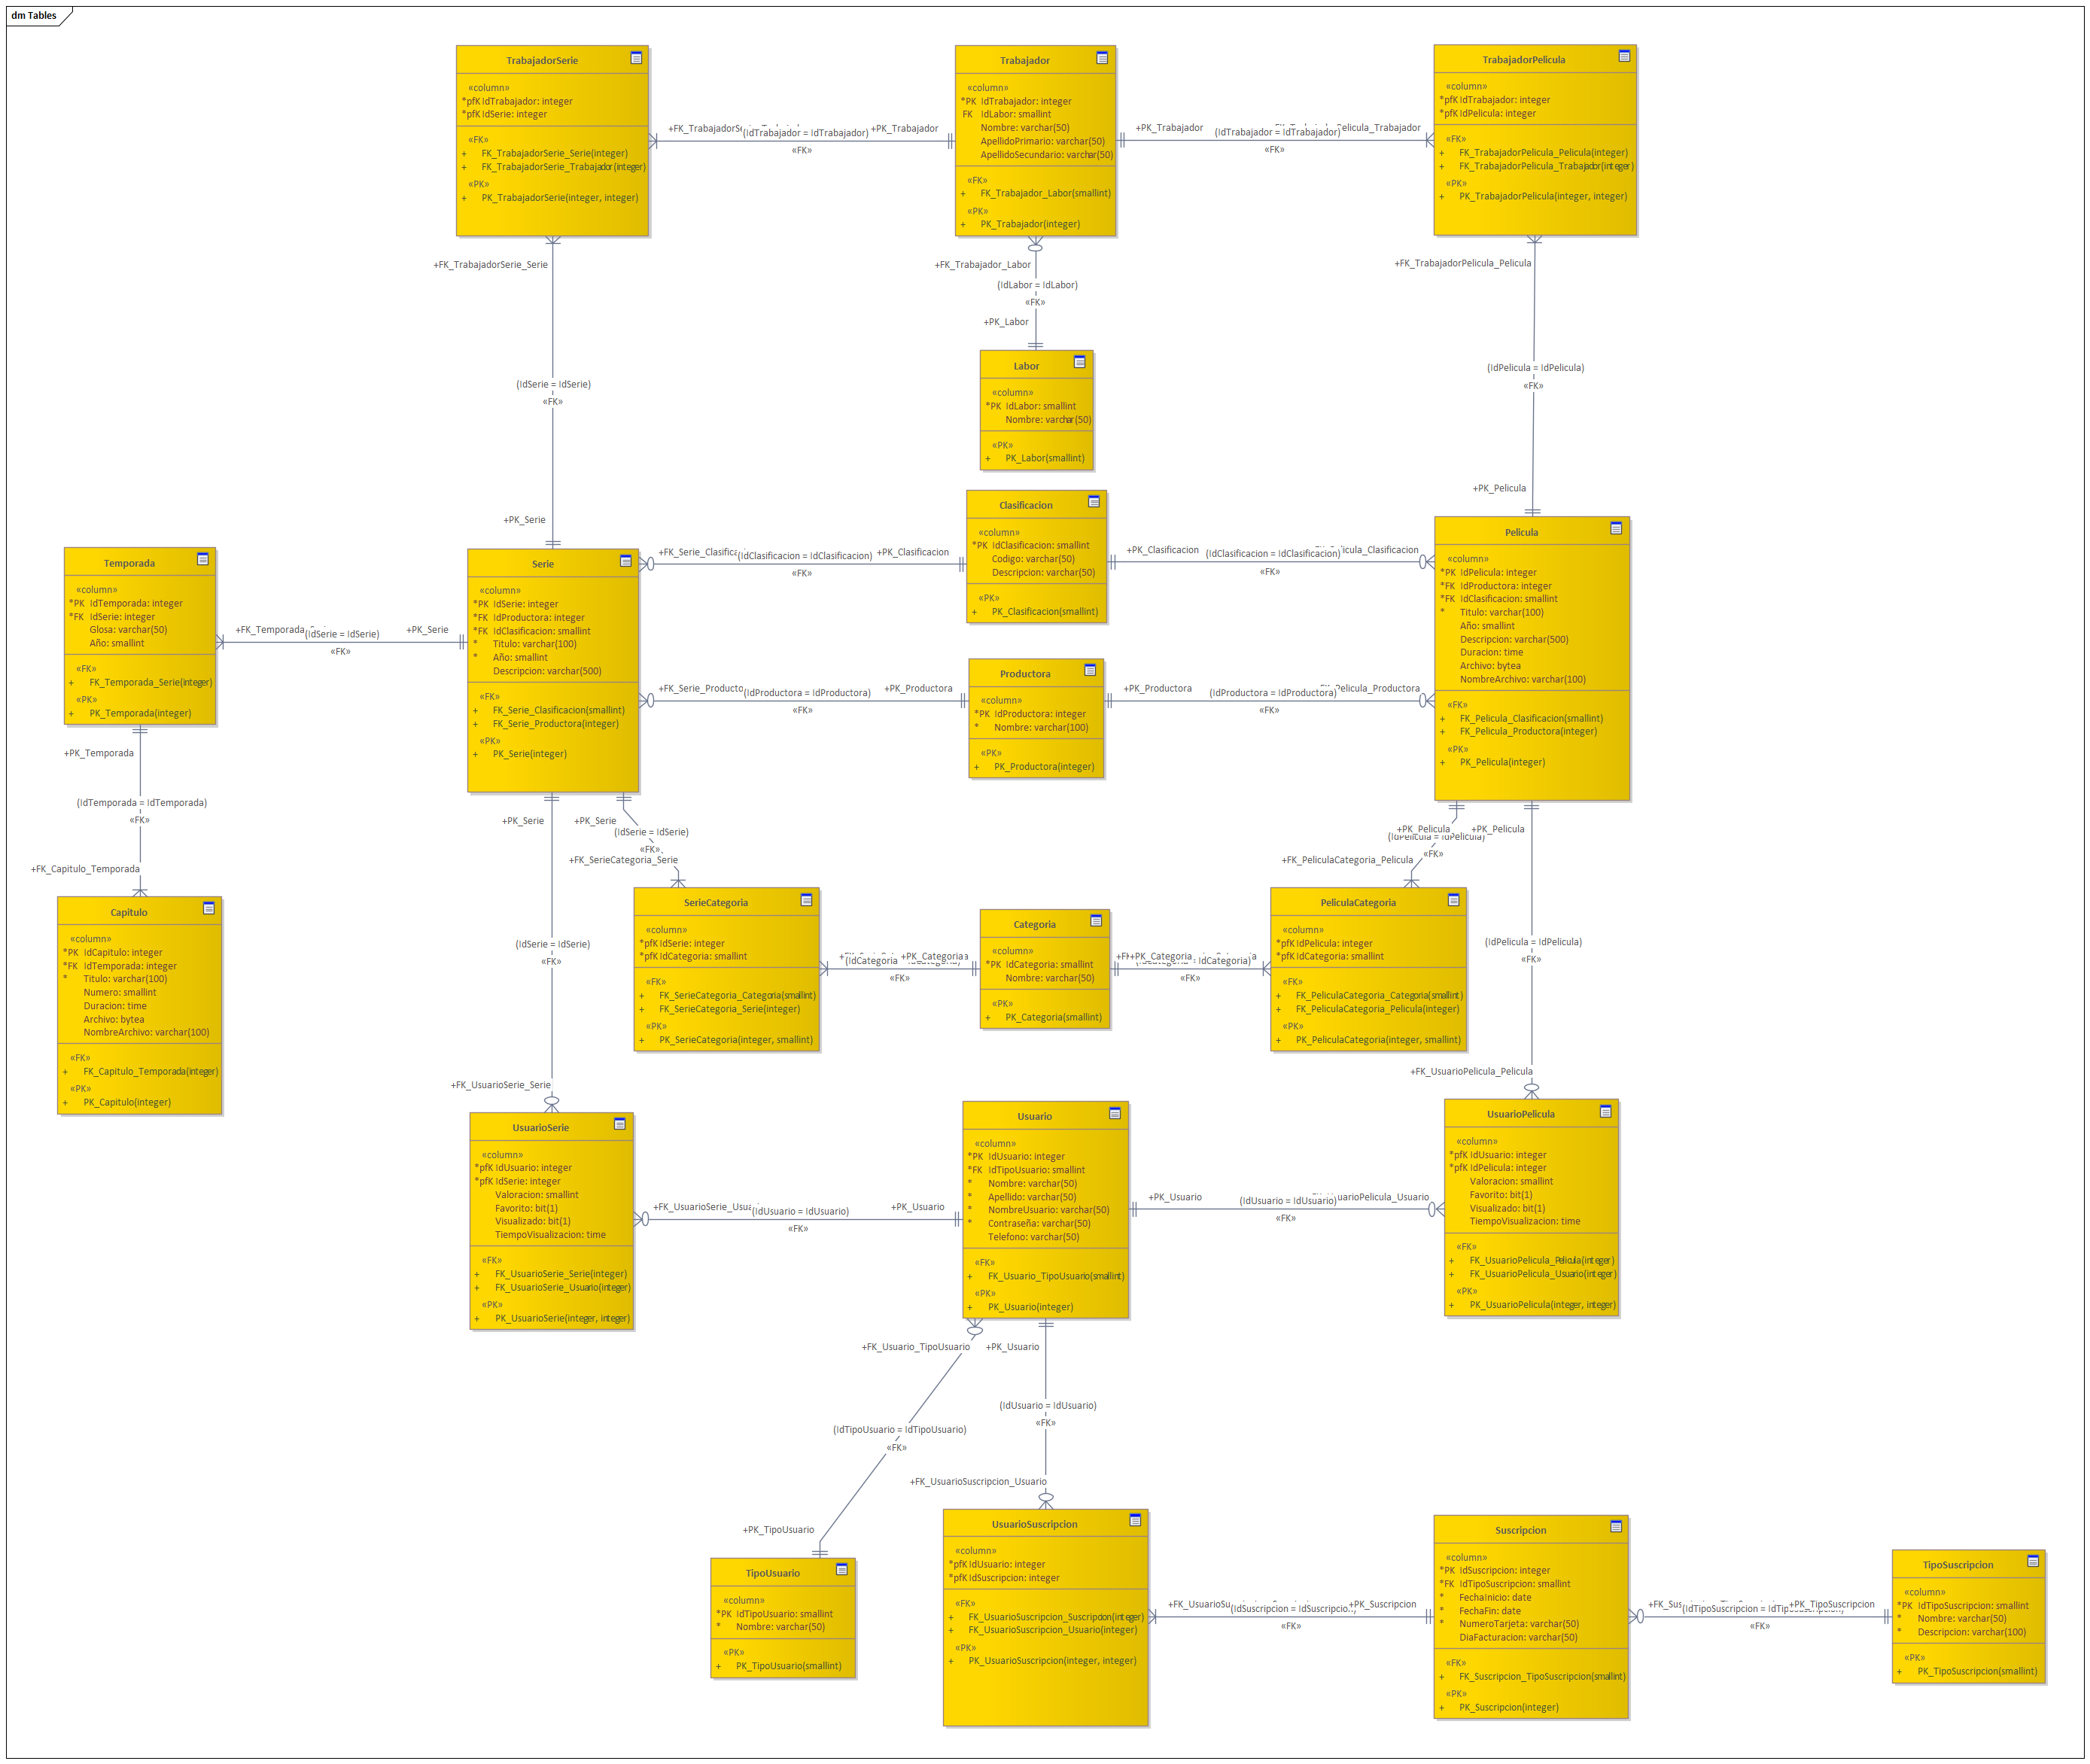 dm Tables
TrabajadorSerie
«column»
*pfK IdTrabajador: integer
*pfK IdSerie: integer
«FK»
+ FK_TrabajadorSerie_Serie(integer)
+ FK_TrabajadorSerie_Trabajador(integer)
«PK»
+ PK_TrabajadorSerie(integer, integer)
(IdTrabajador = IdTrabajador)
+PK_Trabajador
«FK»
Trabajador
«column»
*PK IdTrabajador: integer
FK IdLabor: smallint
Nombre: varchar(50)
ApellidoPrimario: varchar(50)
ApellidoSecundario: varchar(50)
«FK»
+ FK_Trabajador_Labor(smallint)
«PK»
+ PK_Trabajador(integer)
+PK_Trabajador
(IdTrabajador = IdTrabajador)
«FK»
TrabajadorPelicula
«column»
*pfK IdTrabajador: integer
*pfK IdPelicula: integer
«FK»
+ FK_TrabajadorPelicula_Pelicula(integer)
+ FK_TrabajadorPelicula_Trabajador(integer)
«PK»
+ PK_TrabajadorPelicula(integer, integer)
+FK_TrabajadorSerie_Serie
(IdSerie = IdSerie)
«FK»
+PK_Serie
+FK_Trabajador_Labor
(IdLabor = IdLabor)
«FK»
+PK_Labor
+FK_TrabajadorPelicula_Pelicula
(IdPelicula = IdPelicula)
«FK»
+PK_Pelicula
Labor
«column»
*PK IdLabor: smallint
Nombre: varchar(50)
«PK»
+ PK_Labor(smallint)
Clasificacion
«column»
*PK IdClasificacion: smallint
Codigo: varchar(50)
Descripcion: varchar(50)
«PK»
+ PK_Clasificacion(smallint)
(IdClasificacion = IdClasificacion)
+PK_Clasificacion
«FK»
+PK_Clasificacion
(IdClasificacion = IdClasificacion)
«FK»
Temporada
«column»
*PK IdTemporada: integer
*FK IdSerie: integer
Glosa: varchar(50)
Año: smallint
«FK»
+ FK_Temporada_Serie(integer)
«PK»
+ PK_Temporada(integer)
(IdSerie = IdSerie)
+PK_Serie
«FK»
Serie
«column»
*PK IdSerie: integer
*FK IdProductora: integer
*FK IdClasificacion: smallint
* Titulo: varchar(100)
* Año: smallint
Descripcion: varchar(500)
«FK»
+ FK_Serie_Clasificacion(smallint)
+ FK_Serie_Productora(integer)
«PK»
+ PK_Serie(integer)
(IdProductora = IdProductora)
+PK_Productora
«FK»
Productora
«column»
*PK IdProductora: integer
* Nombre: varchar(100)
«PK»
+ PK_Productora(integer)
+PK_Productora
(IdProductora = IdProductora)
«FK»
Pelicula
«column»
*PK IdPelicula: integer
*FK IdProductora: integer
*FK IdClasificacion: smallint
* Titulo: varchar(100)
Año: smallint
Descripcion: varchar(500)
Duracion: time
Archivo: bytea
NombreArchivo: varchar(100)
«FK»
+ FK_Pelicula_Clasificacion(smallint)
+ FK_Pelicula_Productora(integer)
«PK»
+ PK_Pelicula(integer)
+PK_Temporada
(IdTemporada = IdTemporada)
«FK»
+FK_Capitulo_Temporada
Capitulo
«column»
*PK IdCapitulo: integer
*FK IdTemporada: integer
* Titulo: varchar(100)
Numero: smallint
Duracion: time
Archivo: bytea
NombreArchivo: varchar(100)
«FK»
+ FK_Capitulo_Temporada(integer)
«PK»
+ PK_Capitulo(integer)
+PK_Serie
(IdSerie = IdSerie)
«FK»
+FK_UsuarioSerie_Serie
+PK_Serie
(IdSerie = IdSerie)
«FK»
+FK_SerieCategoria_Serie
SerieCategoria
«column»
*pfK IdSerie: integer
*pfK IdCategoria: smallint
«FK»
+ FK_SerieCategoria_Categoria(smallint)
+ FK_SerieCategoria_Serie(integer)
«PK»
+ PK_SerieCategoria(integer, smallint)
+PK_Categoria
«FK»
Categoria
«column»
*PK IdCategoria: smallint
Nombre: varchar(50)
«PK»
+ PK_Categoria(smallint)
+PK_Categoria
«FK»
+PK_Pelicula
(IdPelicula = IdPelicula)
«FK»
+FK_PeliculaCategoria_Pelicula
PeliculaCategoria
«column»
*pfK IdPelicula: integer
*pfK IdCategoria: smallint
«FK»
+ FK_PeliculaCategoria_Categoria(smallint)
+ FK_PeliculaCategoria_Pelicula(integer)
«PK»
+ PK_PeliculaCategoria(integer, smallint)
+PK_Pelicula
(IdPelicula = IdPelicula)
«FK»
+FK_UsuarioPelicula_Pelicula
UsuarioSerie
«column»
*pfK IdUsuario: integer
*pfK IdSerie: integer
Valoracion: smallint
Favorito: bit(1)
Visualizado: bit(1)
TiempoVisualizacion: time
«FK»
+ FK_UsuarioSerie_Serie(integer)
+ FK_UsuarioSerie_Usuario(integer)
«PK»
+ PK_UsuarioSerie(integer, integer)
(IdUsuario = IdUsuario)
+PK_Usuario
«FK»
Usuario
«column»
*PK IdUsuario: integer
*FK IdTipoUsuario: smallint
* Nombre: varchar(50)
* Apellido: varchar(50)
* NombreUsuario: varchar(50)
* Contraseña: varchar(50)
Telefono: varchar(50)
«FK»
+ FK_Usuario_TipoUsuario(smallint)
«PK»
+ PK_Usuario(integer)
+PK_Usuario
(IdUsuario = IdUsuario)
«FK»
UsuarioPelicula
«column»
*pfK IdUsuario: integer
*pfK IdPelicula: integer
Valoracion: smallint
Favorito: bit(1)
Visualizado: bit(1)
TiempoVisualizacion: time
«FK»
+ FK_UsuarioPelicula_Pelicula(integer)
+ FK_UsuarioPelicula_Usuario(integer)
«PK»
+ PK_UsuarioPelicula(integer, integer)
+FK_Usuario_TipoUsuario
(IdTipoUsuario = IdTipoUsuario)
«FK»
+PK_TipoUsuario
+PK_Usuario
(IdUsuario = IdUsuario)
«FK»
+FK_UsuarioSuscripcion_Usuario
TipoUsuario
«column»
*PK IdTipoUsuario: smallint
* Nombre: varchar(50)
«PK»
+ PK_TipoUsuario(smallint)
UsuarioSuscripcion
«column»
*pfK IdUsuario: integer
*pfK IdSuscripcion: integer
«FK»
+ FK_UsuarioSuscripcion_Suscripcion(integer)
+ FK_UsuarioSuscripcion_Usuario(integer)
«PK»
+ PK_UsuarioSuscripcion(integer, integer)
+PK_Suscripcion
«FK»
Suscripcion
«column»
*PK IdSuscripcion: integer
*FK IdTipoSuscripcion: smallint
* FechaInicio: date
* FechaFin: date
* NumeroTarjeta: varchar(50)
DiaFacturacion: varchar(50)
«FK»
+ FK_Suscripcion_TipoSuscripcion(smallint)
«PK»
+ PK_Suscripcion(integer)
+PK_TipoSuscripcion
«FK»
TipoSuscripcion
«column»
*PK IdTipoSuscripcion: smallint
* Nombre: varchar(50)
* Descripcion: varchar(100)
«PK»
+ PK_TipoSuscripcion(smallint)